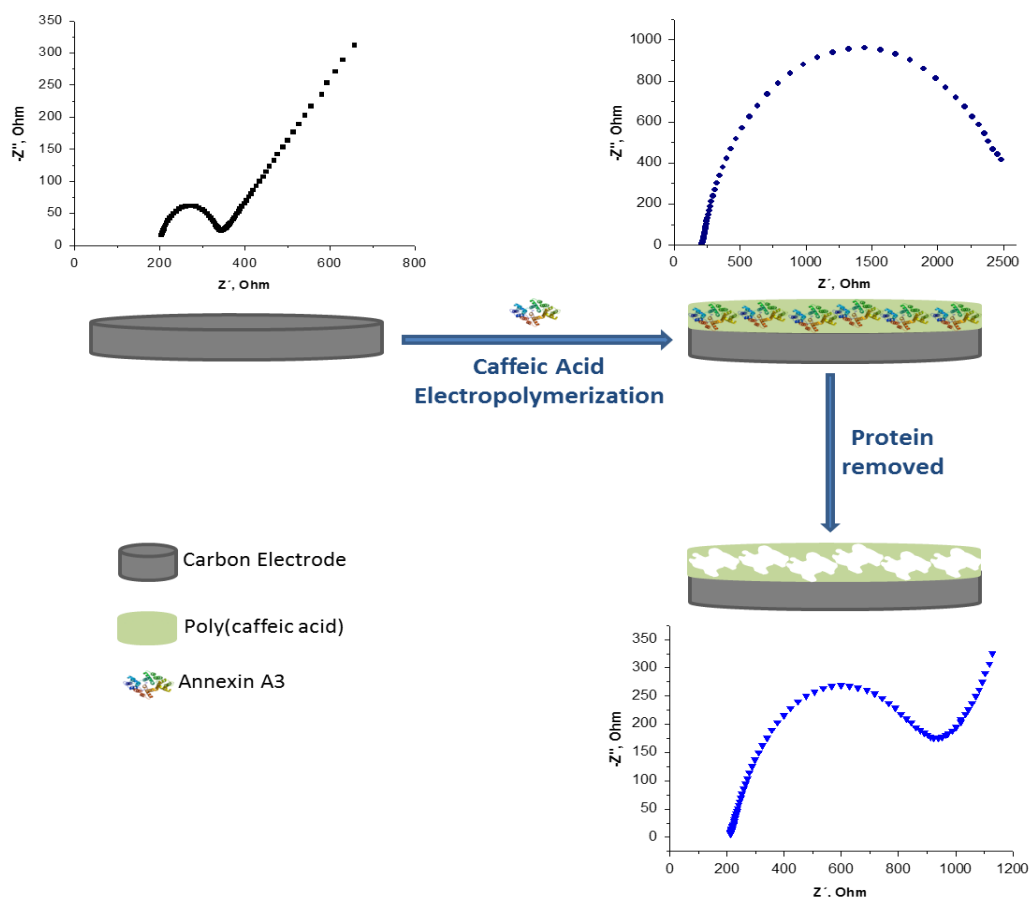 350
300
250
200
150
100
50
0
-Z", Ohm
0 200 400 600 800
Z´, Ohm
1000
800
600
400
200
0
-Z", Ohm
0 500 1000 1500 2000 2500
Z´, Ohm
Caffeic Acid
Electropolymerization
Protein
removed
Carbon Electrode
Poly(caffeic acid)
Annexin A3
350
300
250
200
150
100
50
0
-Z", Ohm
0 200 400 600 800 1000 1200
Z´, Ohm